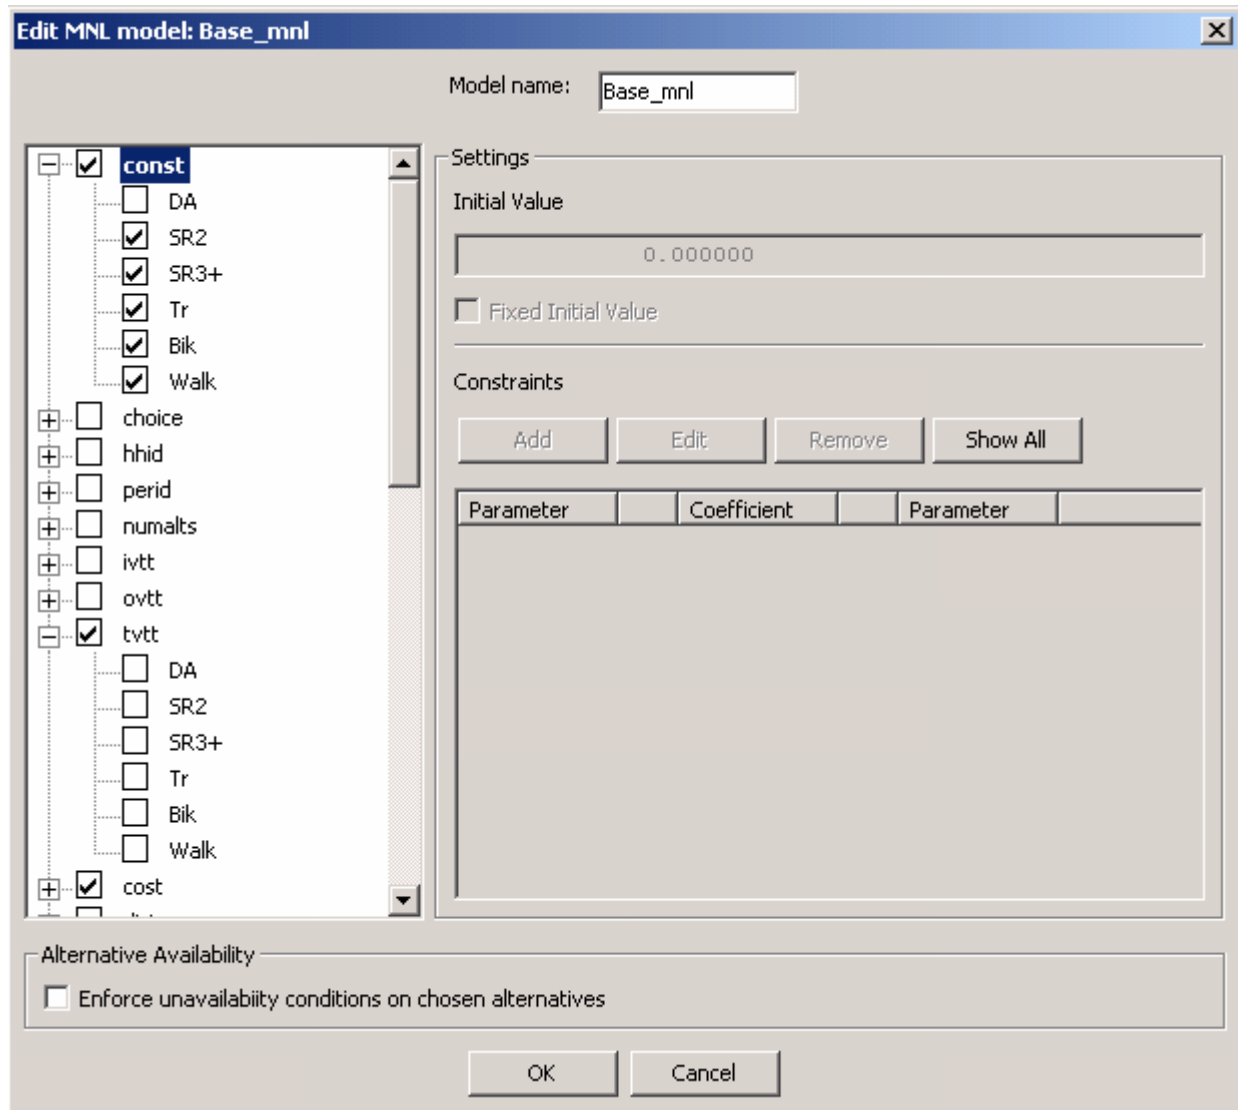 Edit MNL model: Base_mnl
Model name: Base_mnl
const
DA
SR2
SR3+
Tr
Bik
Walk
choice
hhid
perid
numalts
ivtt
ovtt
tvtt
DA
SR2
SR3+
Tr
Bik
Walk
cost
Settings
Initial Value
0.000000
Fixed Initial Value
Constraints
Add Edit Remove Show All
Parameter Coefficient Parameter
Alternative Availability
Enforce unavailabiity conditions on chosen alternatives
OK Cancel